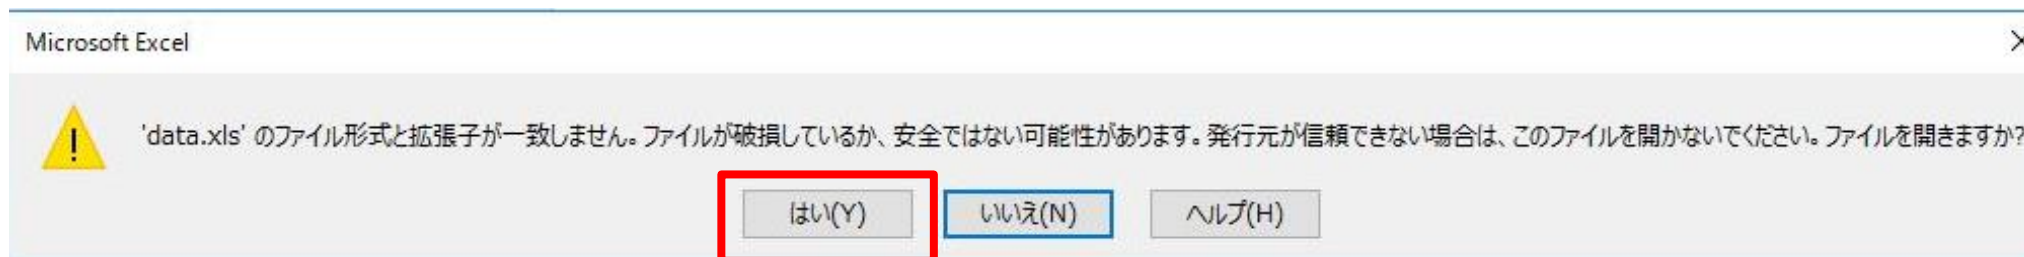 Microsoft Excel
'data.xls' のファイル形式と拡張子が一致しません。ファイルが破損しているか、安全ではない可能性があります。発行元が信頼できない場合は、このファイルを開かないでください。ファイルを開きますか?
はい(Y) いいえ(N) ヘルプ(H)